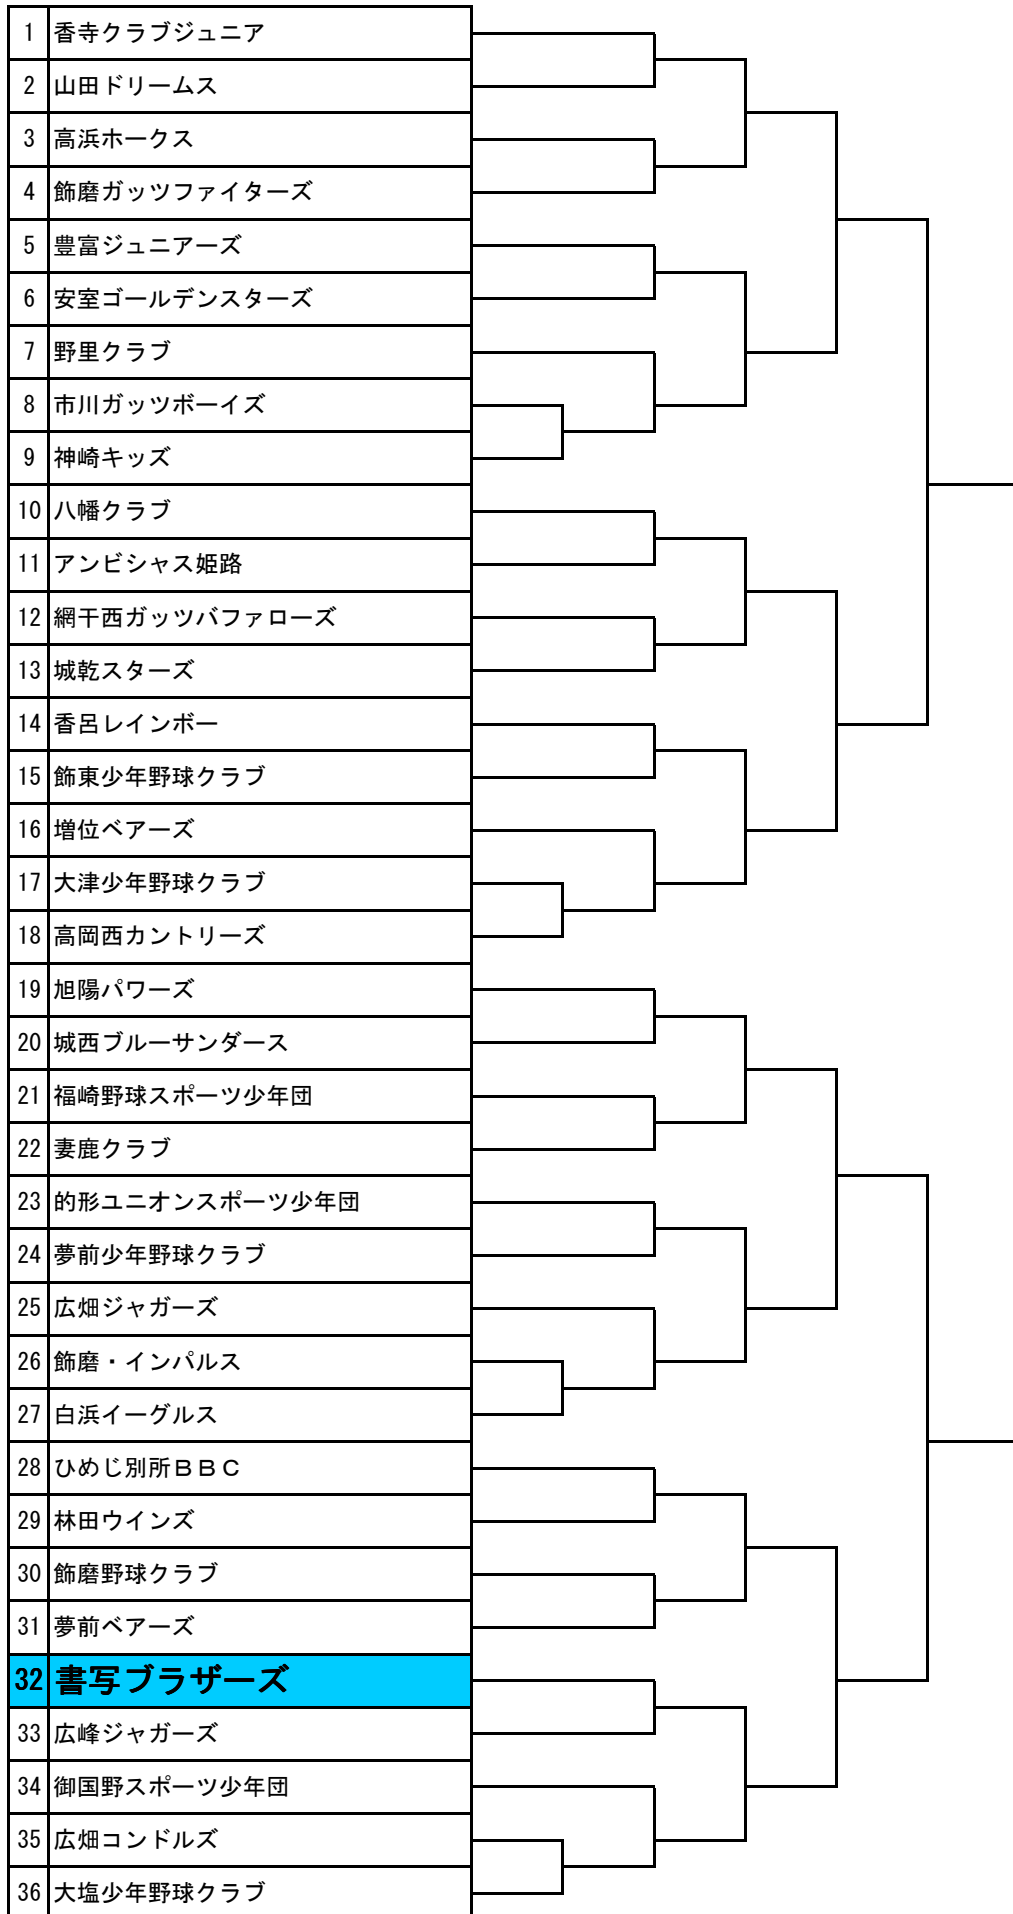 1 香寺クラブジュニア
2 山田ドリームス
3 高浜ホークス
4 飾磨ガッツファイターズ
5 豊富ジュニアーズ
6 安室ゴールデンスターズ
7 野里クラブ
8 市川ガッツボーイズ
9 神崎キッズ
10 八幡クラブ
11 アンビシャス姫路
12 網干西ガッツバファローズ
13 城乾スターズ
14 香呂レインボー
15 飾東少年野球クラブ
16 増位ベアーズ
17 大津少年野球クラブ
18 高岡西カントリーズ
19 旭陽パワーズ
20 城西ブルーサンダース
21 福崎野球スポーツ少年団
22 妻鹿クラブ
23 的形ユニオンスポーツ少年団
24 夢前少年野球クラブ
25 広畑ジャガーズ
26 飾磨・インパルス
27 白浜イーグルス
28 ひめじ別所ＢＢＣ
29 林田ウインズ
30 飾磨野球クラブ
31 夢前ベアーズ
32 書写ブラザーズ
33 広峰ジャガーズ
34 御国野スポーツ少年団
35 広畑コンドルズ
36 大塩少年野球クラブ